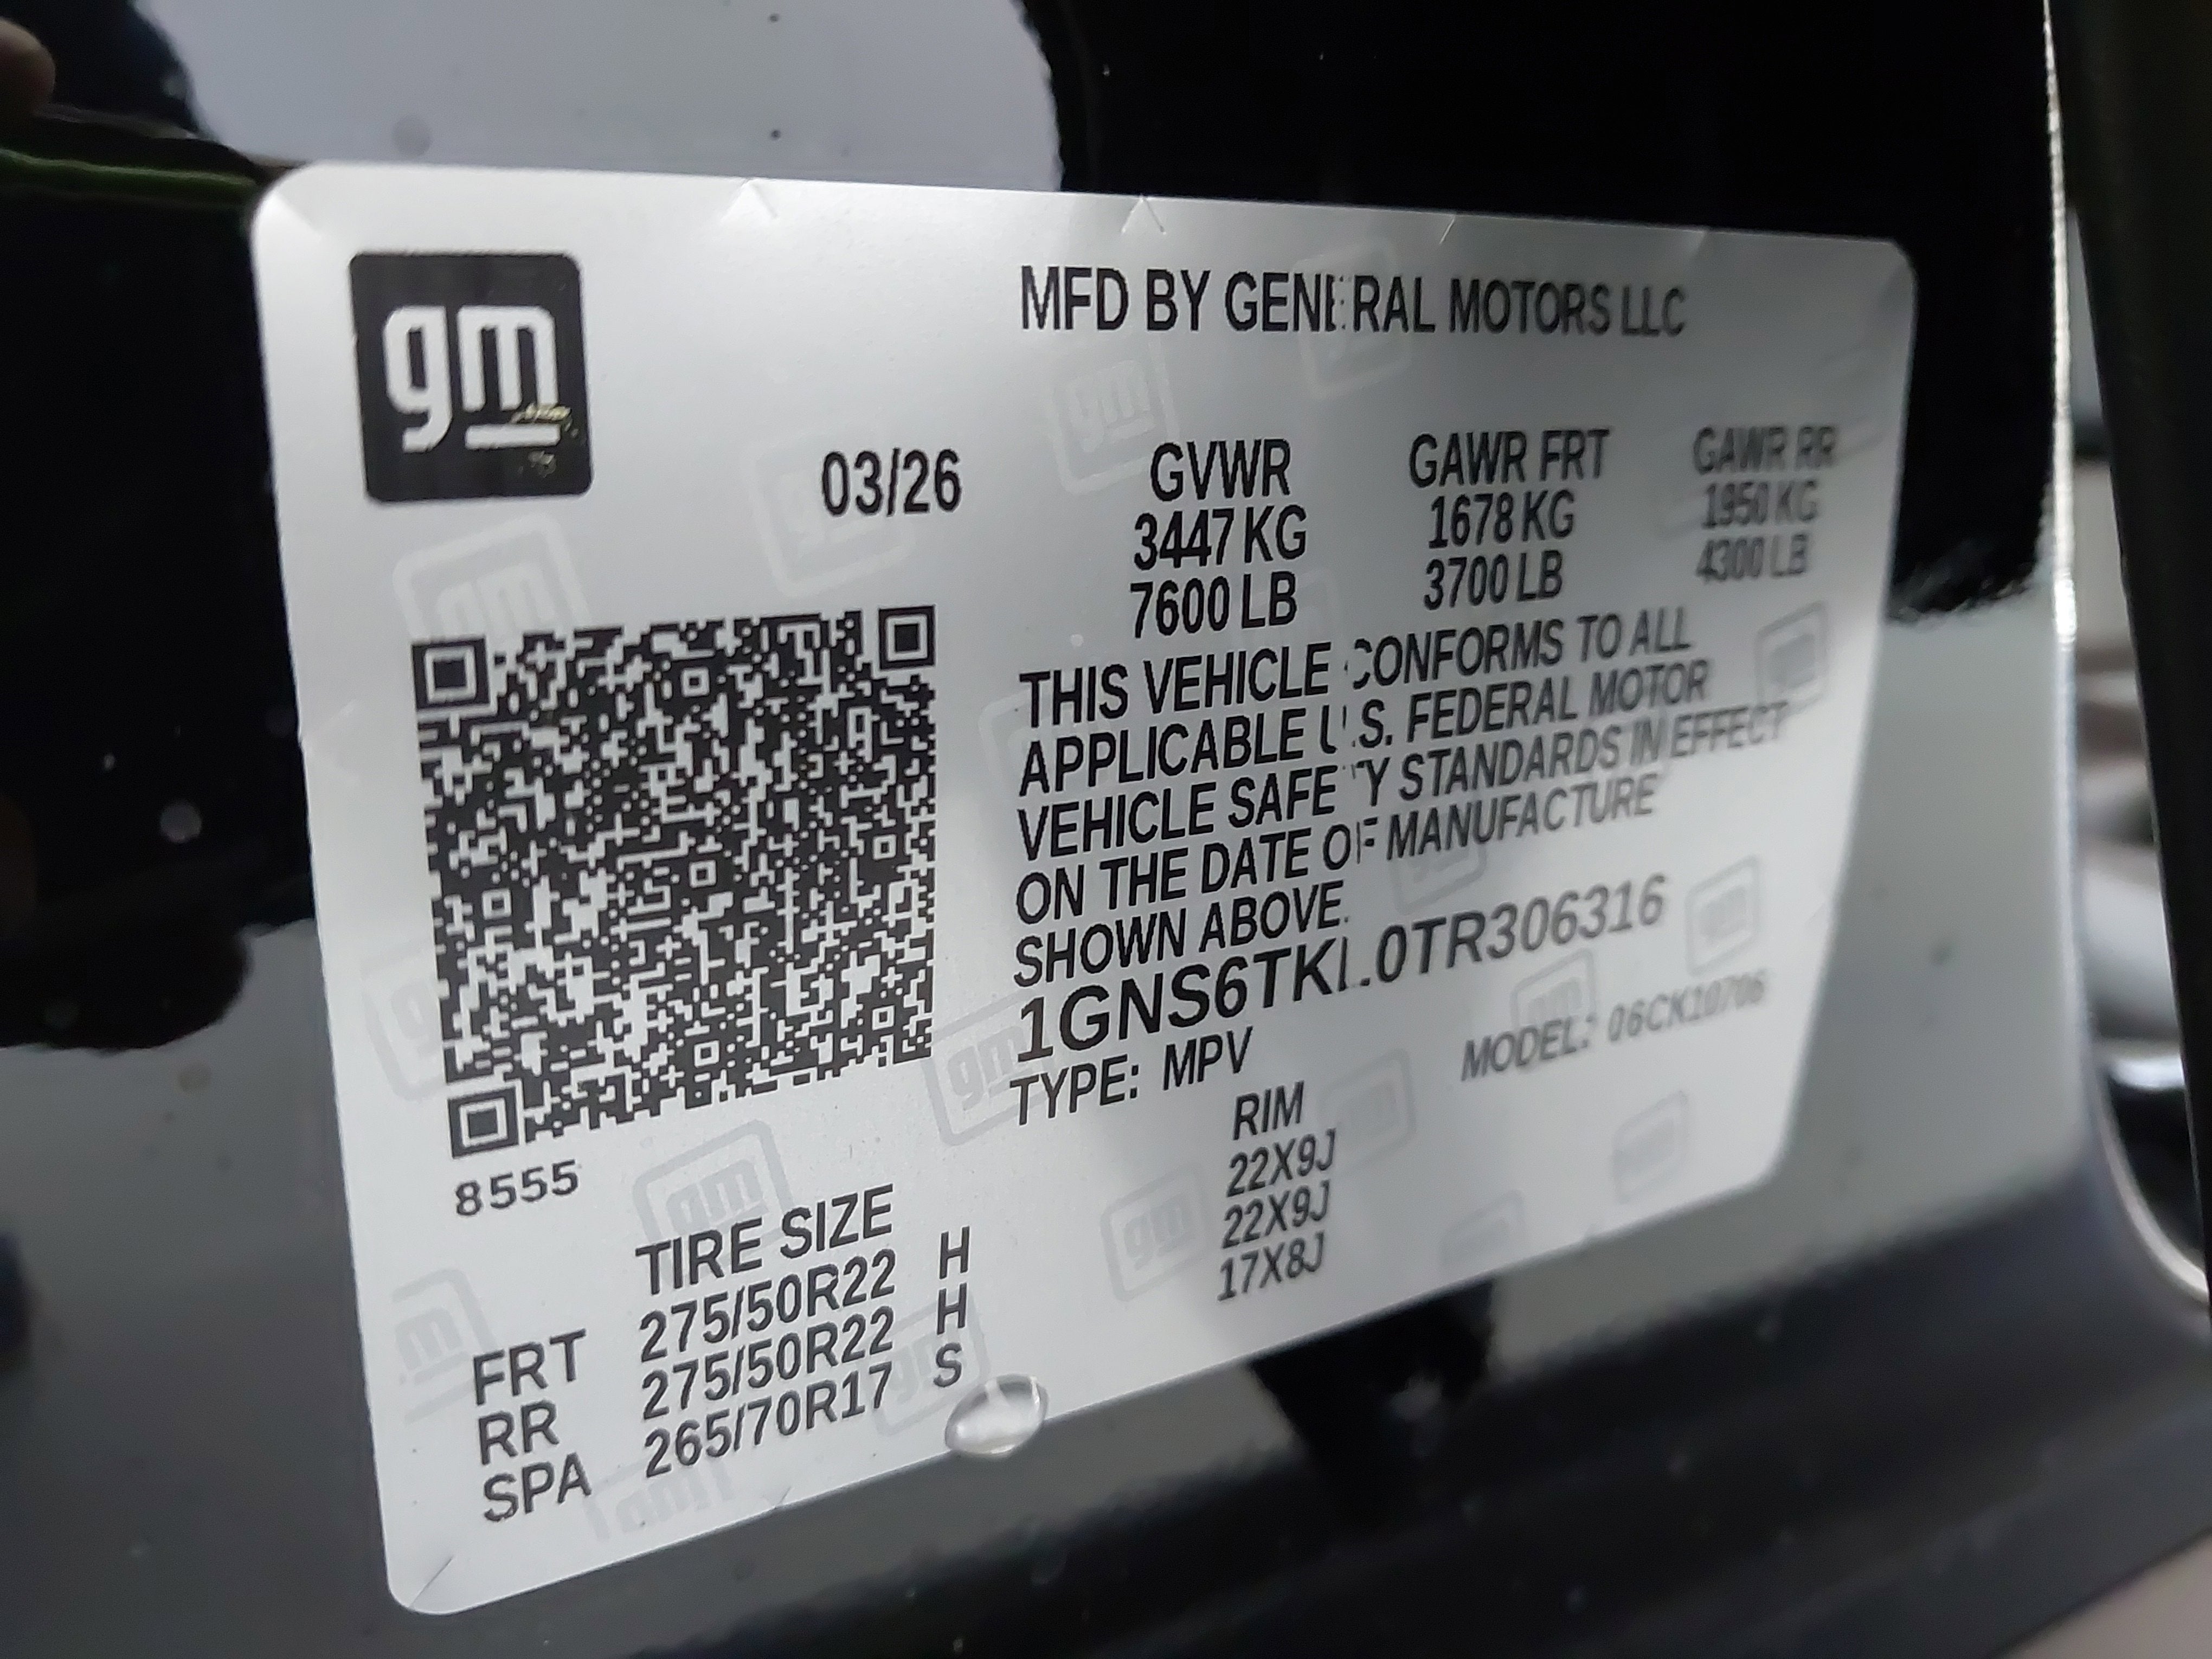 gm
MFD BY GENERAL MOTORS LLC
03/26 GVWR GAWR FRT GAWR RR
3447 KG 1678 KG 1950 KG
7600 LB 3700 LB 4300 LB
THIS VEHICLE CONFORMS TO ALL
APPLICABLE U.S. FEDERAL MOTOR
VEHICLE SAFETY STANDARDS IN EFFECT
ON THE DATE OF MANUFACTURE
SHOWN ABOVE.
1GNS6TKL0TR306316
TYPE: MPV MODEL: 06CK10706
8555
TIRE SIZE RIM
FRT 275/50R22 H 22X9J
RR 275/50R22 H 22X9J
SPA 265/70R17 S 17X8J